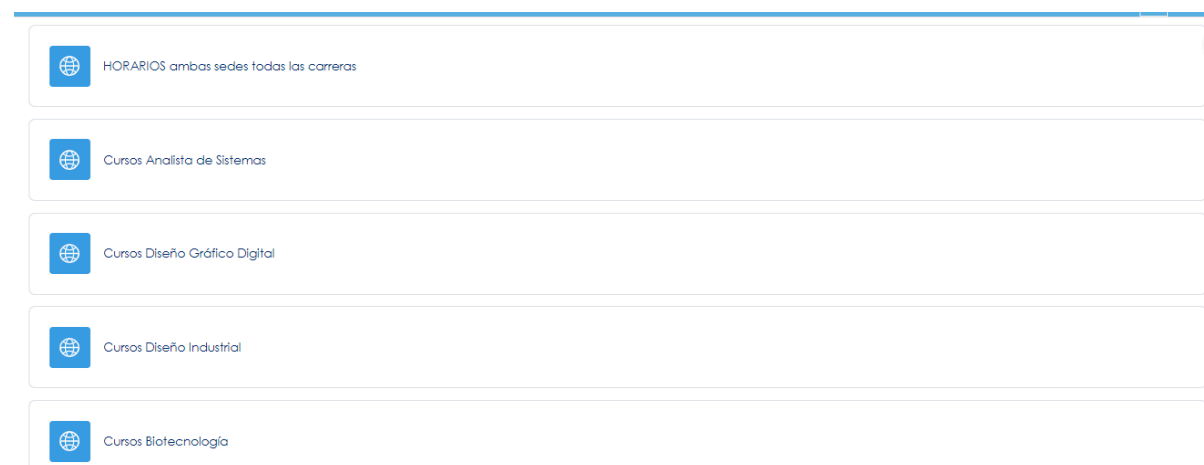 HORARIOS ambas sedes todas las carreras
Cursos Analista de Sistemas
Cursos Diseño Gráfico Digital
Cursos Diseño Industrial
Cursos Biotecnología